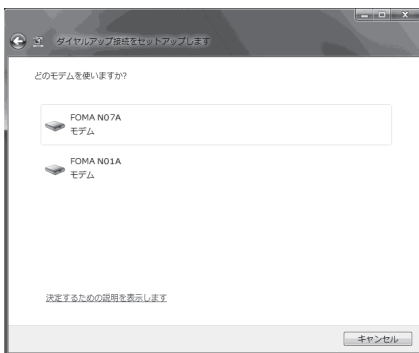 ダイヤルアップ接続をセットアップします
どのモデムを使いますか?
FOMA N07A
モデム
FOMA N01A
モデム
決定するための説明を表示します
キャンセル